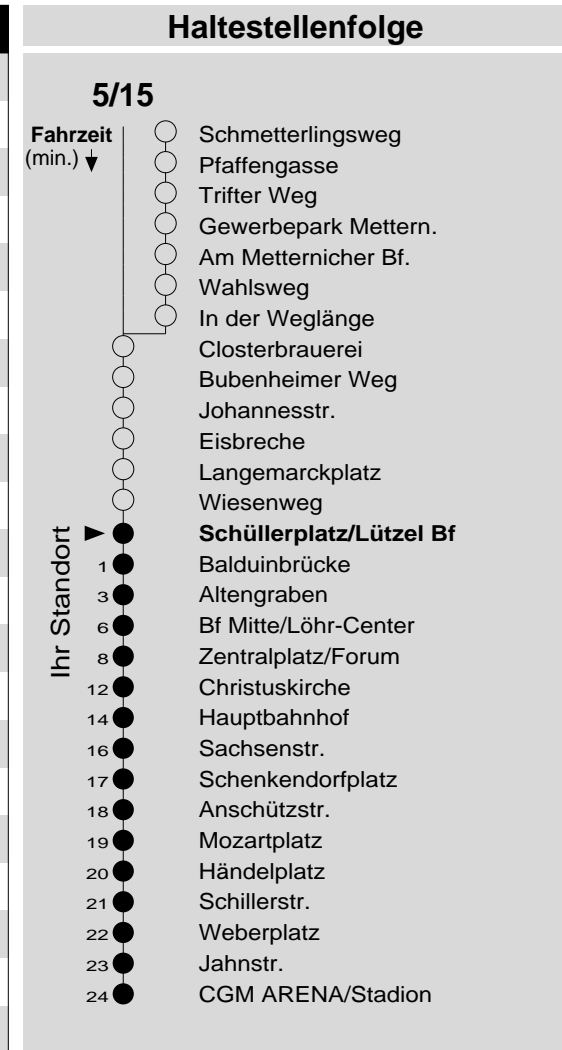 Haltestellenfolge
5/15
Fahrzeit
(min.)
Schmetterlingsweg
Pfaffengasse
Trifter Weg
Gewerbepark Mettern.
Am Metternicher Bf.
Wahlsweg
In der Weglänge
Closterbrauerei
Bubenheimer Weg
Johannesstr.
Eisbreche
Langemarckplatz
Wiesenweg
Ihr Standort
Schüllerplatz/Lützel Bf
1 Balduinbrücke
3 Altengraben
6 Bf Mitte/Löhr-Center
8 Zentralplatz/Forum
12 Christuskirche
14 Hauptbahnhof
16 Sachsenstr.
17 Schenkendorfplatz
18 Anschützstr.
19 Mozartplatz
20 Händelplatz
21 Schillerstr.
22 Weberplatz
23 Jahnstr.
24 CGM ARENA/Stadion